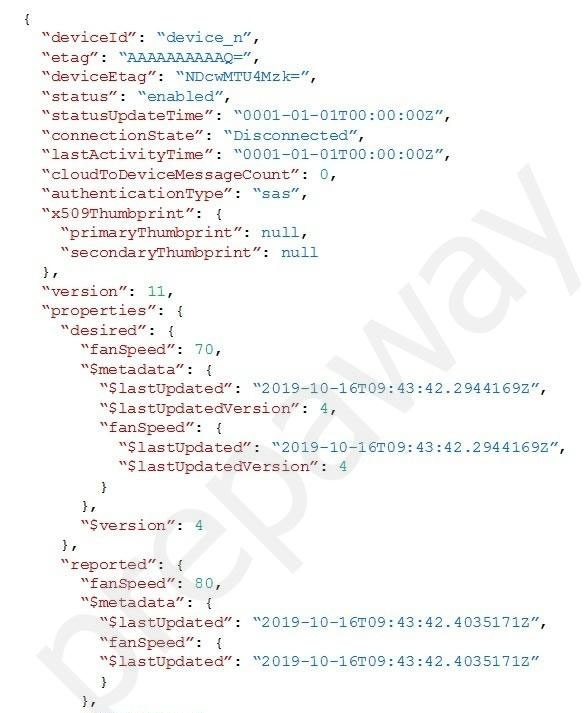 {
“deviceId”: “device_n”,
“etag”: “AAAAAAAAAAQ=”,
“deviceEtag”: “NDcwMTU4Mzk=”,
“status”: “enabled”,
“statusUpdateTime”: “0001-01-01T00:00:00Z”,
“connectionState”: “Disconnected”,
“lastActivityTime”: “0001-01-01T00:00:00Z”,
“cloudToDeviceMessageCount”: 0,
“authenticationType”: “sas”,
“x509Thumbprint”: {
“primaryThumbprint”: null,
“secondaryThumbprint”: null
},
“version”: 11,
“properties”: {
“desired”: {
“fanSpeed”: 70,
“$metadata”: {
“$lastUpdated”: “2019-10-16T09:43:42.2944169Z”,
“$lastUpdatedVersion”: 4,
“fanSpeed”: {
“$lastUpdated”: “2019-10-16T09:43:42.2944169Z”,
“$lastUpdatedVersion”: 4
}
},
“$version”: 4
},
“reported”: {
“fanSpeed”: 80,
“$metadata”: {
“$lastUpdated”: “2019-10-16T09:43:42.4035171Z”,
“fanSpeed”: {
“$lastUpdated”: “2019-10-16T09:43:42.4035171Z”
}
},
prepaway